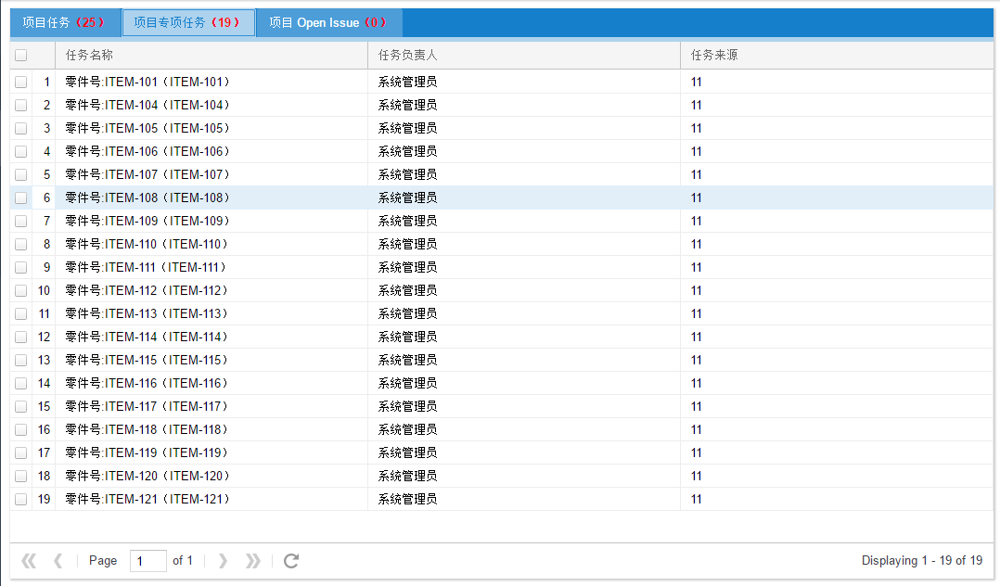 项目任务（25） 项目专项任务（19） 项目 Open Issue（0）
任务名称 任务负责人 任务来源
1 零件号:ITEM-101（ITEM-101） 系统管理员 11
2 零件号:ITEM-104（ITEM-104） 系统管理员 11
3 零件号:ITEM-105（ITEM-105） 系统管理员 11
4 零件号:ITEM-106（ITEM-106） 系统管理员 11
5 零件号:ITEM-107（ITEM-107） 系统管理员 11
6 零件号:ITEM-108（ITEM-108） 系统管理员 11
7 零件号:ITEM-109（ITEM-109） 系统管理员 11
8 零件号:ITEM-110（ITEM-110） 系统管理员 11
9 零件号:ITEM-111（ITEM-111） 系统管理员 11
10 零件号:ITEM-112（ITEM-112） 系统管理员 11
11 零件号:ITEM-113（ITEM-113） 系统管理员 11
12 零件号:ITEM-114（ITEM-114） 系统管理员 11
13 零件号:ITEM-115（ITEM-115） 系统管理员 11
14 零件号:ITEM-116（ITEM-116） 系统管理员 11
15 零件号:ITEM-117（ITEM-117） 系统管理员 11
16 零件号:ITEM-118（ITEM-118） 系统管理员 11
17 零件号:ITEM-119（ITEM-119） 系统管理员 11
18 零件号:ITEM-120（ITEM-120） 系统管理员 11
19 零件号:ITEM-121（ITEM-121） 系统管理员 11
Page 1 of 1 Displaying 1 - 19 of 19